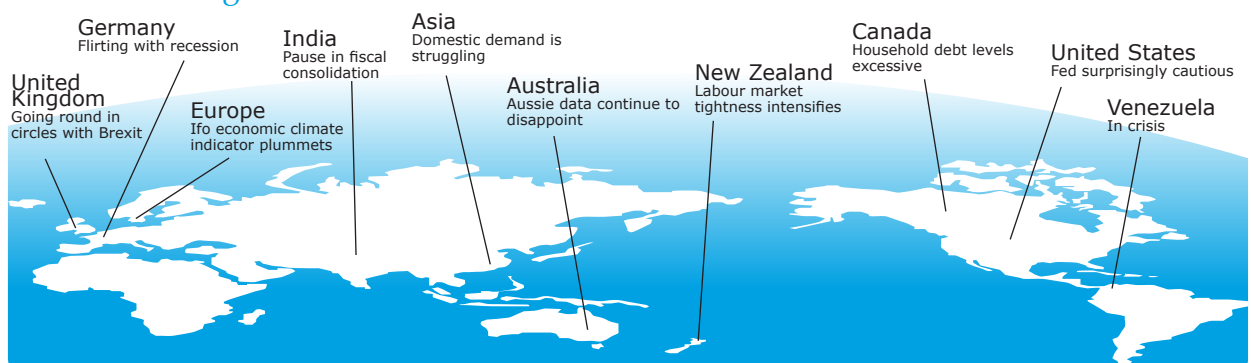 Germany
Flirting with recession
United
Kingdom
Going round in
circles with Brexit
Europe
Ifo economic climate
indicator plummets
India
Pause in fiscal
consolidation
Asia
Domestic demand is
struggling
Australia
Aussie data continue to
disappoint
New Zealand
Labour market
tightness intensifies
Canada
Household debt levels
excessive
United States
Fed surprisingly cautious
Venezuela
In crisis